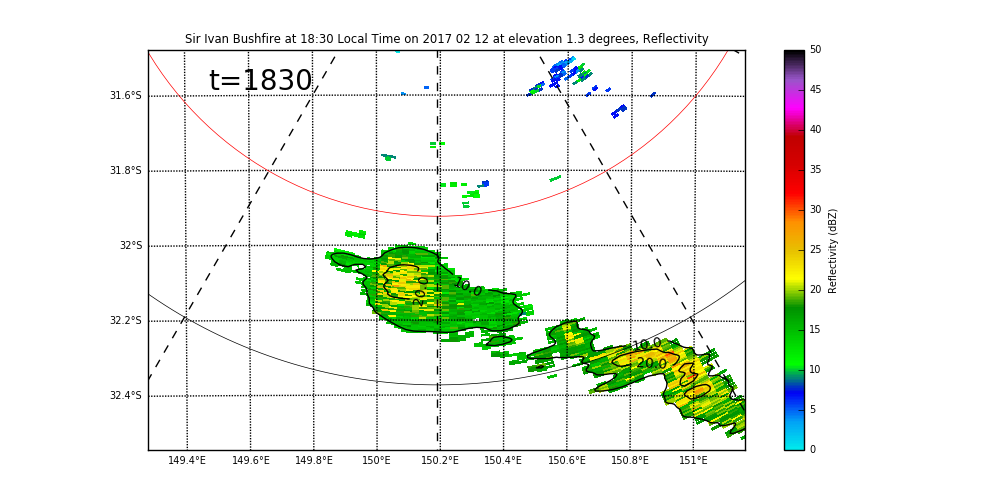 Sir Ivan Bushfire at 18:30 Local Time on 2017 02 12 at elevation 1.3 degrees, Reflectivity
t=1830
31.6°S
31.8°S
32°S
32.2°S
32.4°S
149.4°E 149.6°E 149.8°E 150°E 150.2°E 150.4°E 150.6°E 150.8°E 151°E
10.0
20.0
10.0
20.0
50
45
40
35
30
25
20
15
10
5
0
Reflectivity (dBZ)